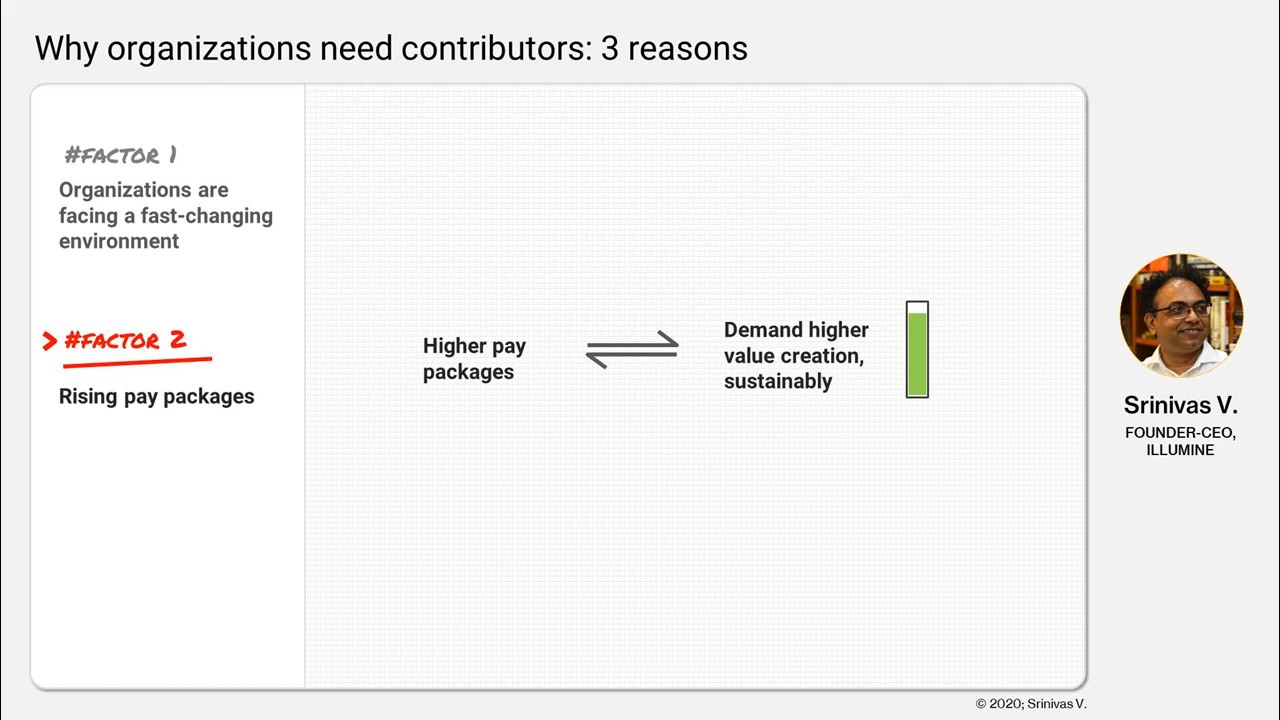 Why organizations need contributors: 3 reasons
#FACTOR 1
Organizations are
facing a fast-changing
environment
> #FACTOR 2
Rising pay packages
Higher pay
packages
Demand higher
value creation,
sustainably
Srinivas V.
FOUNDER-CEO,
ILLUMINE
© 2020; Srinivas V.